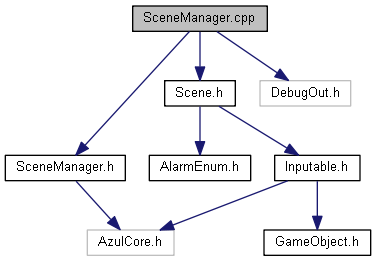 SceneManager.cpp
Scene.h
DebugOut.h
SceneManager.h
AlarmEnum.h
Inputable.h
AzulCore.h
GameObject.h